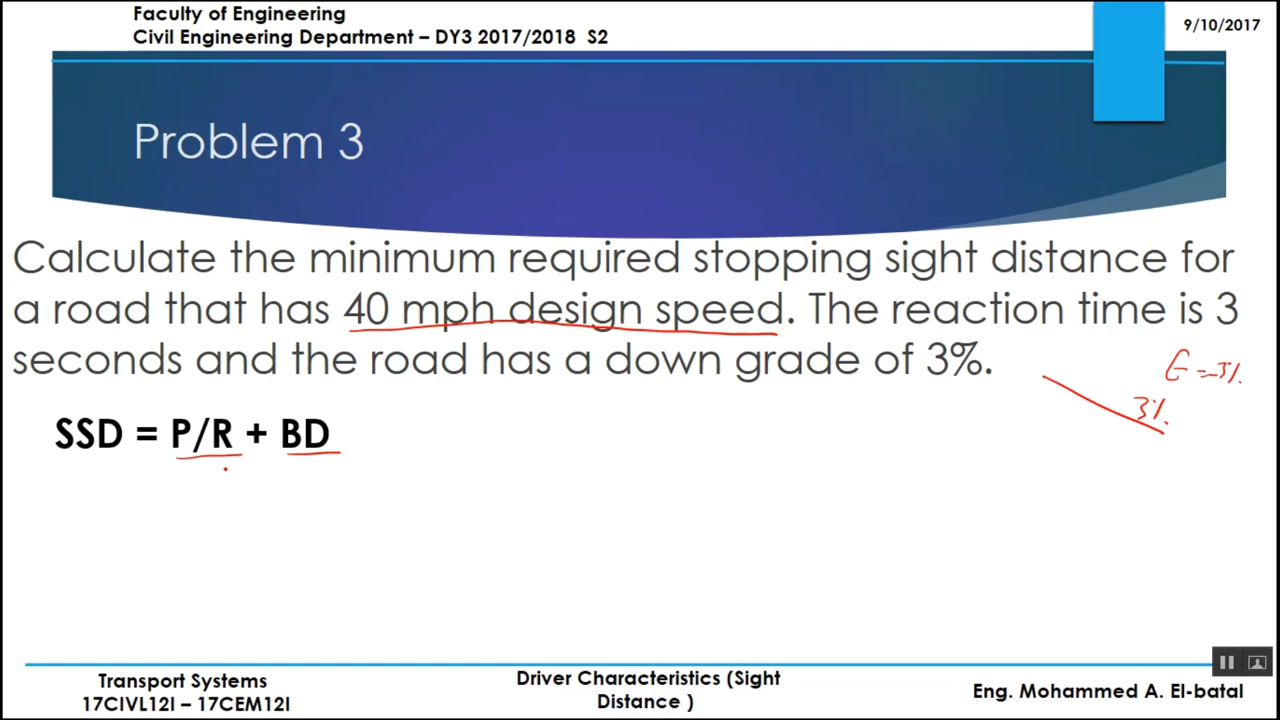 Faculty of Engineering
Civil Engineering Department – DY3 2017/2018 S2
9/10/2017
Problem 3
Calculate the minimum required stopping sight distance for
a road that has 40 mph design speed. The reaction time is 3
seconds and the road has a down grade of 3%.
G = -3%
3%
SSD = P/R + BD
Transport Systems
17CIVL12I – 17CEM12I
Driver Characteristics (Sight
Distance )
Eng. Mohammed A. El-batal